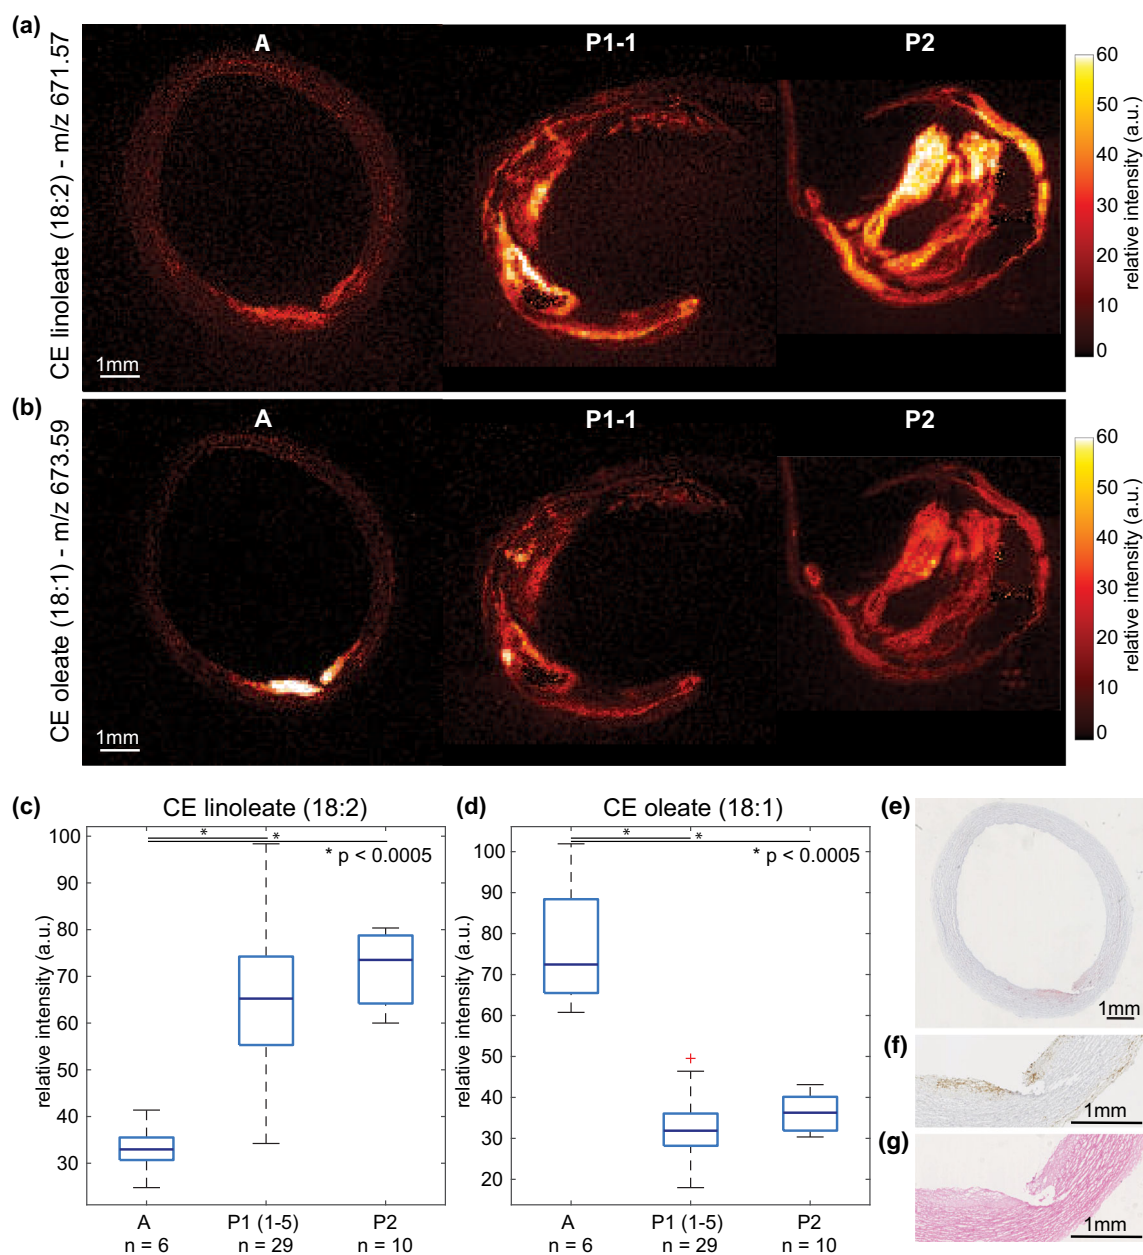 (a)
CE linoleate (18:2) - m/z 671.57
A
P1-1
P2
1mm
60
50
40
30
20
10
0
relative intensity (a.u.)
(b)
CE oleate (18:1) - m/z 673.59
A
P1-1
P2
1mm
60
50
40
30
20
10
0
relative intensity (a.u.)
(c)
CE linoleate (18:2)
relative intensity (a.u.)
100
90
80
70
60
50
40
30
*
*
* p < 0.0005
A
P1 (1-5)
P2
n = 6
n = 29
n = 10
(d)
CE oleate (18:1)
relative intensity (a.u.)
100
90
80
70
60
50
40
30
20
*
*
* p < 0.0005
A
P1 (1-5)
P2
n = 6
n = 29
n = 10
(e)
1mm
(f)
1mm
(g)
1mm